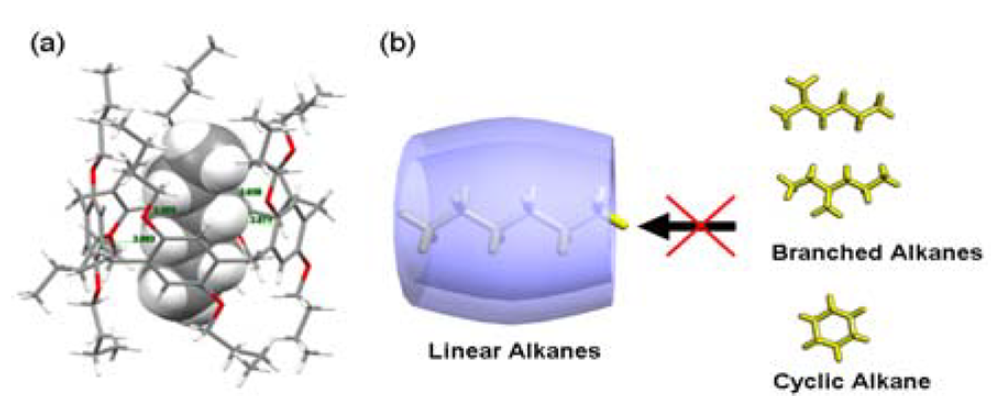 (a)
(b)
Linear Alkanes
Branched Alkanes
Cyclic Alkane